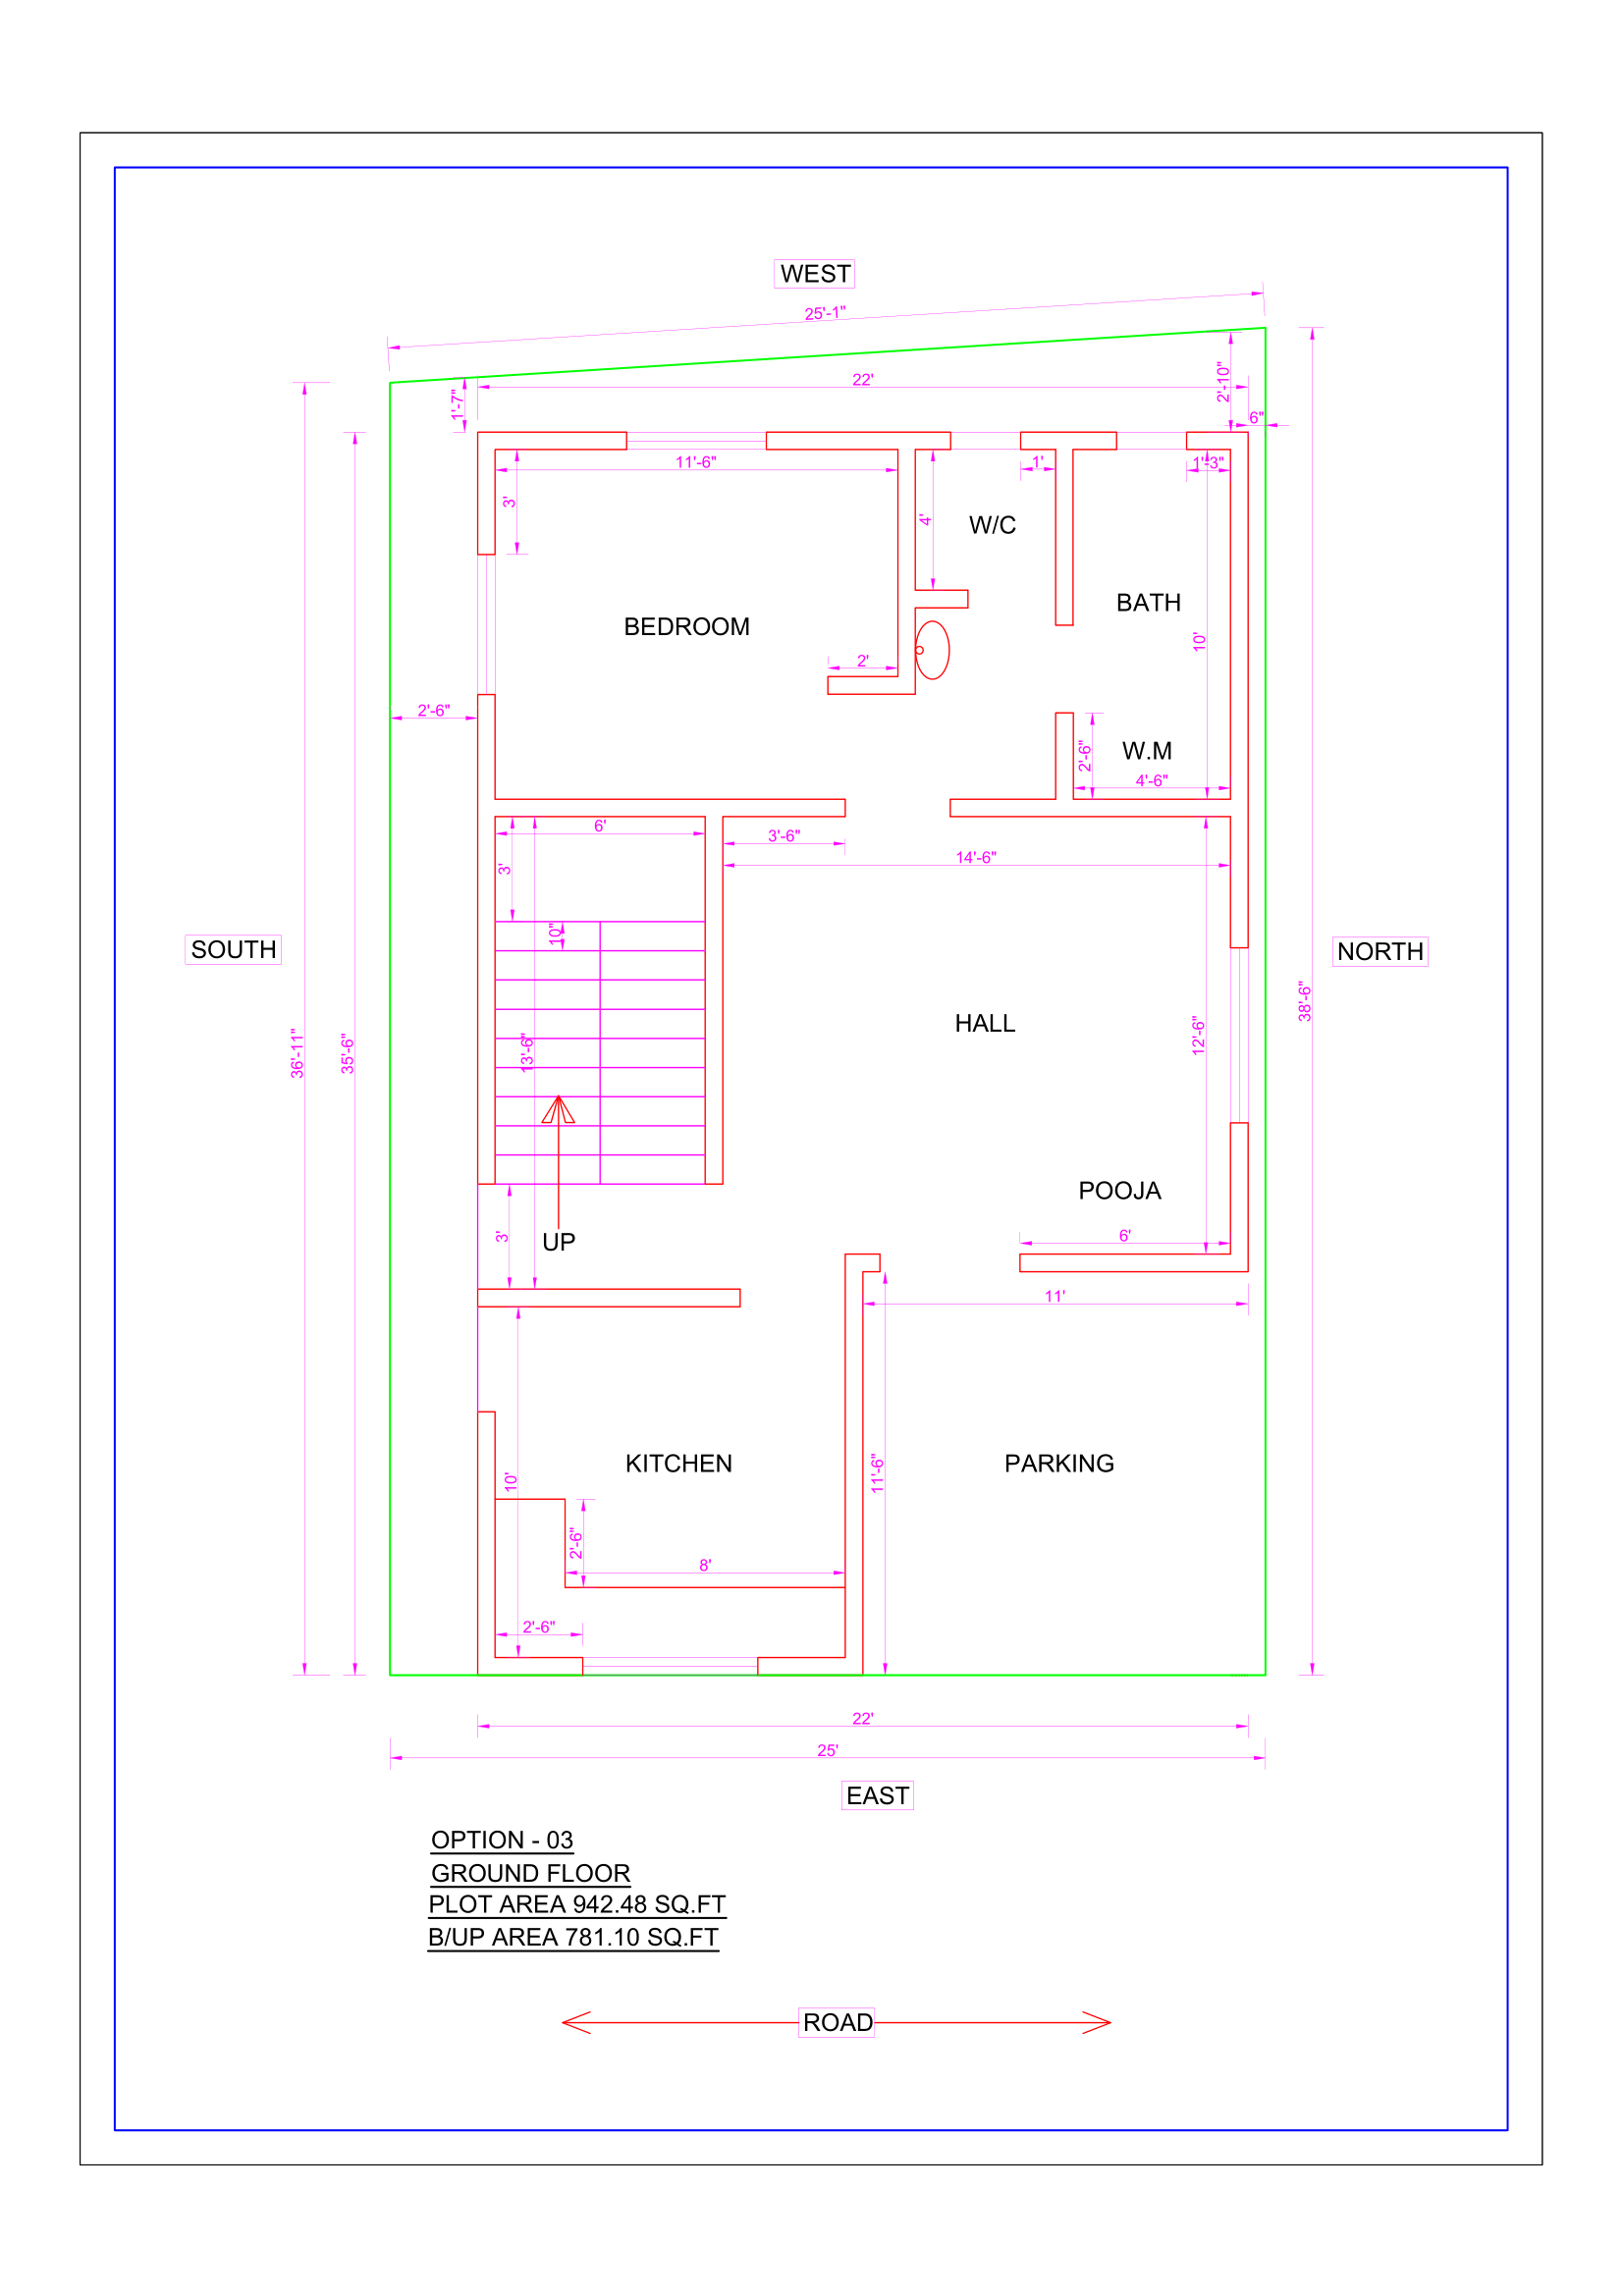 WEST
25'-1"
22'
1'-7"
2'-10"
6"
11'-6"
1'
1'-3"
3'
4'
W/C
BATH
BEDROOM
10'
2'
2'-6"
W.M
2'-6"
4'-6"
6'
3'-6"
14'-6"
3'
10"
SOUTH
NORTH
38'-6"
HALL
36'-11"
35'-6"
13'-6"
12'-6"
POOJA
3'
UP
6'
11'
KITCHEN
PARKING
10'
11'-6"
2'-6"
8'
2'-6"
22'
25'
EAST
OPTION - 03
GROUND FLOOR
PLOT AREA 942.48 SQ.FT
B/UP AREA 781.10 SQ.FT
ROAD